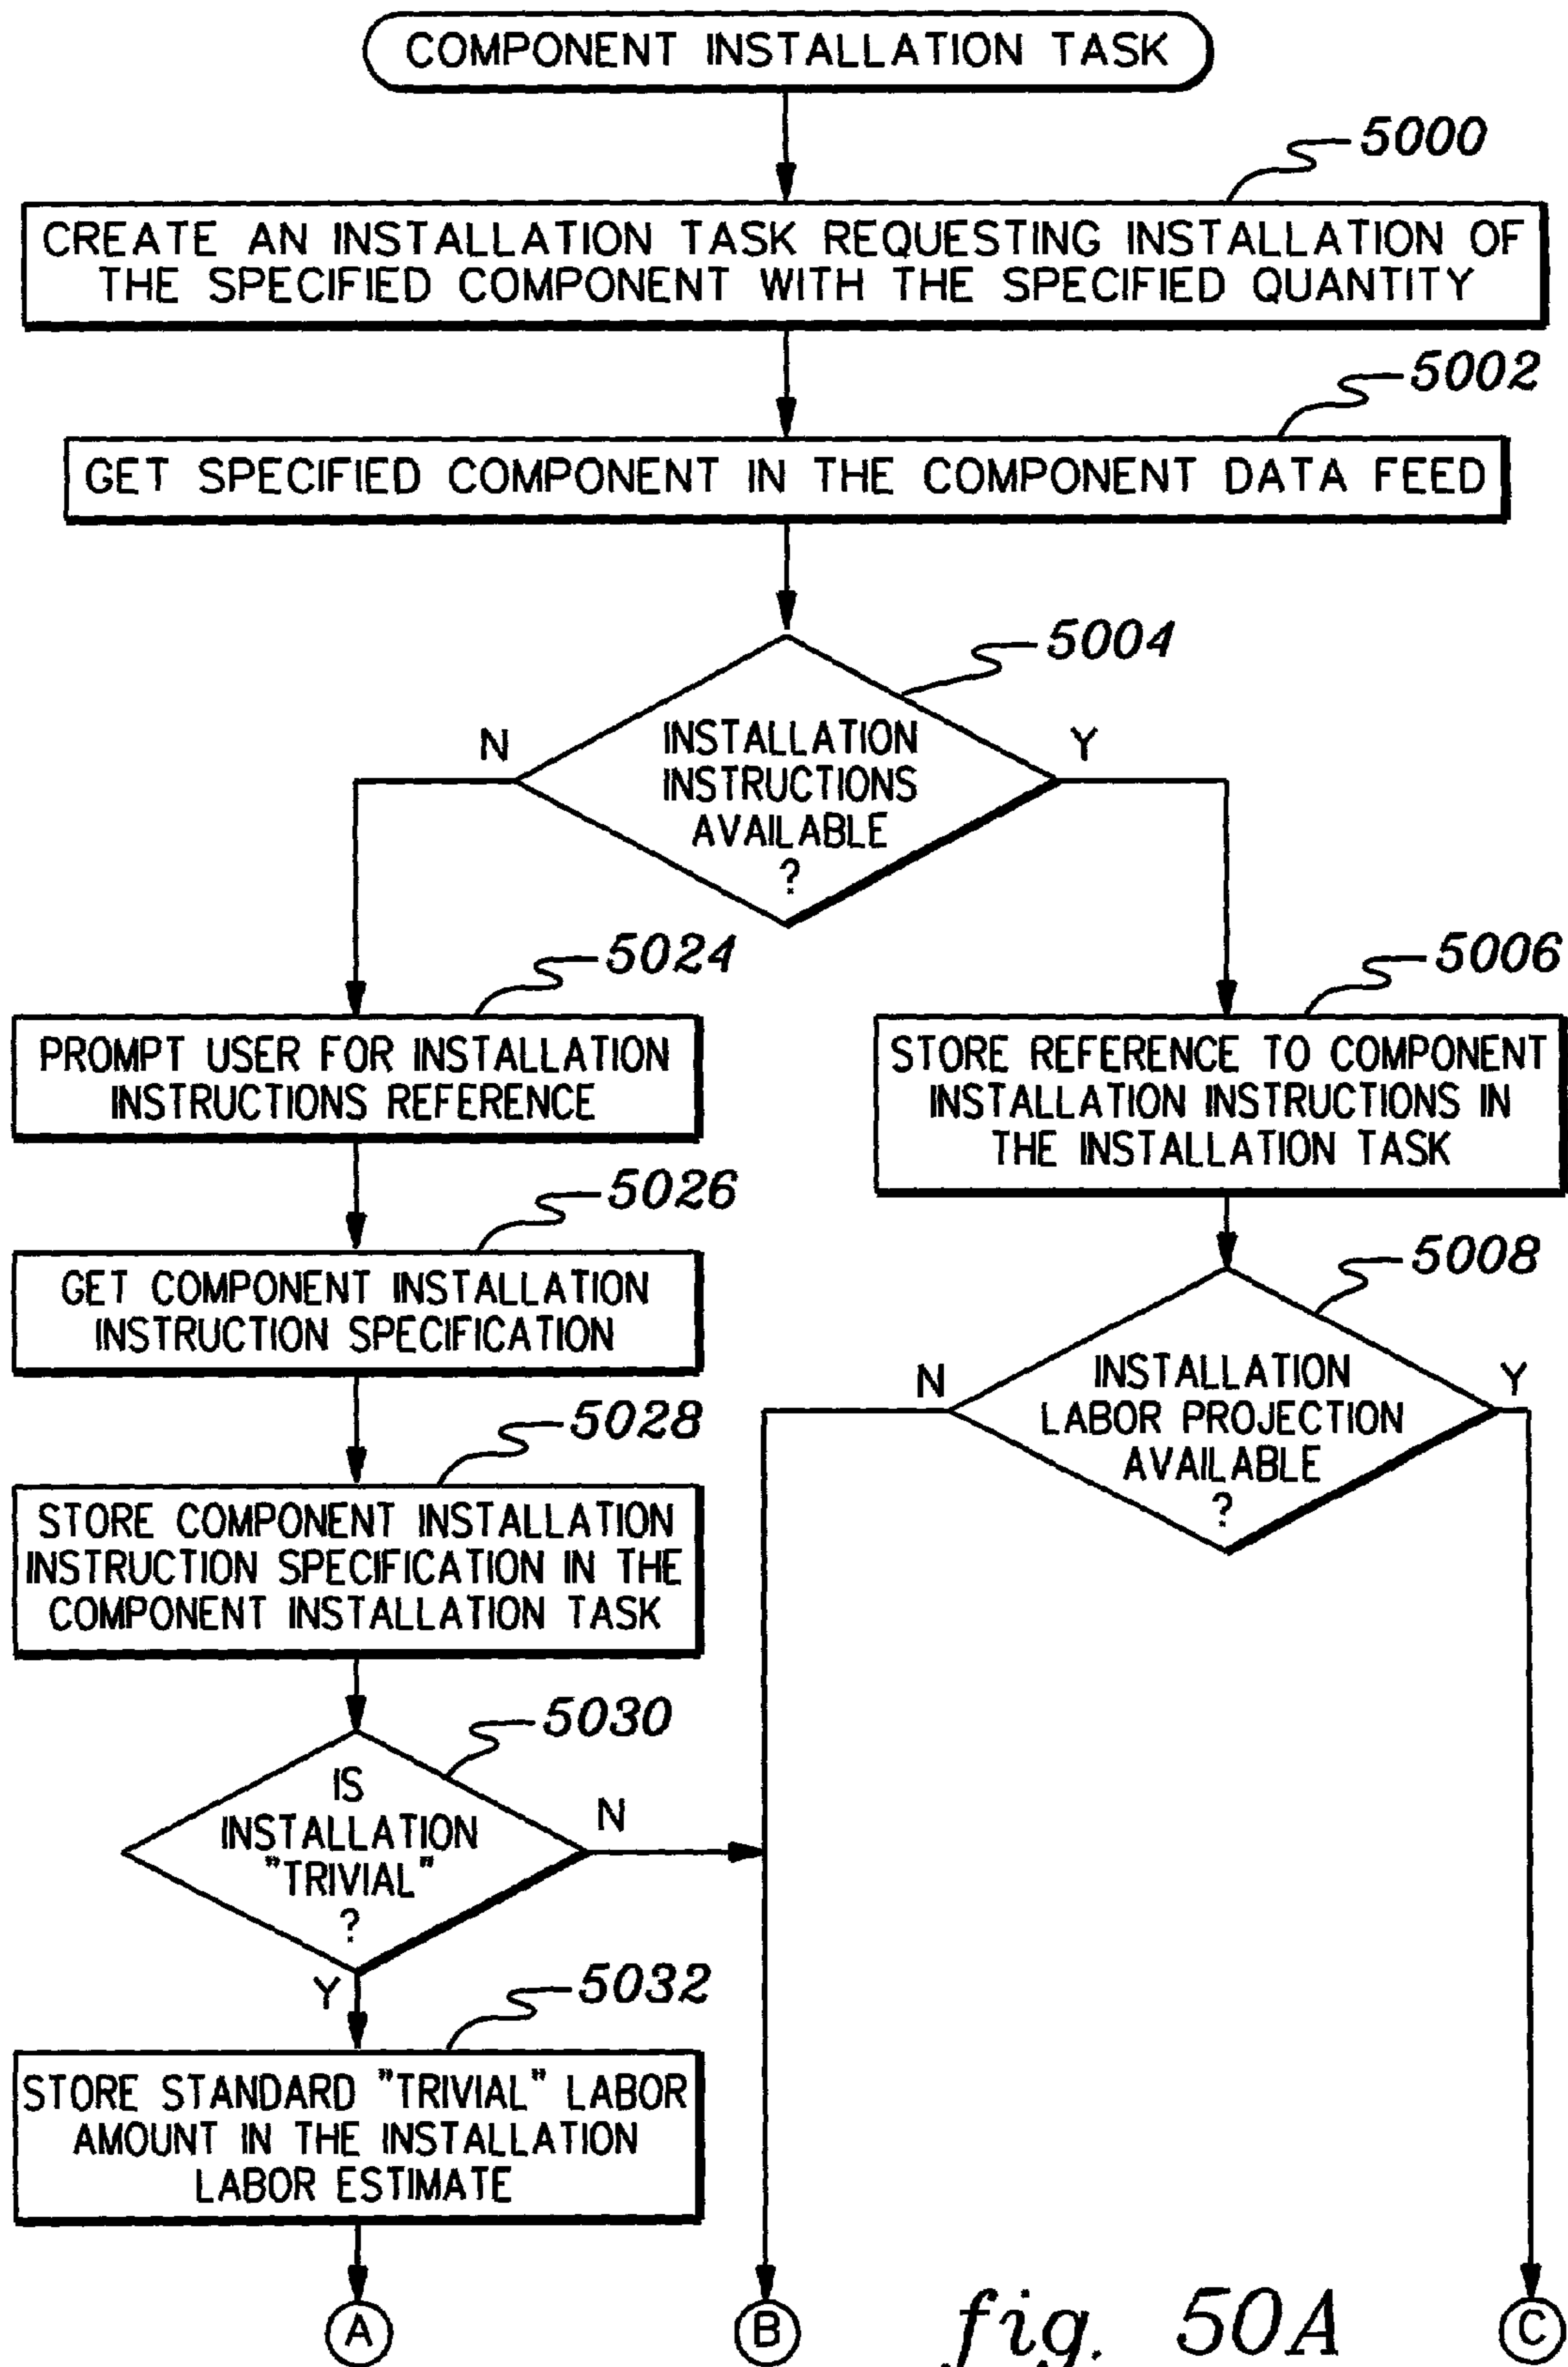 COMPONENT INSTALLATION TASK
5000
CREATE AN INSTALLATION TASK REQUESTING INSTALLATION OF
THE SPECIFIED COMPONENT WITH THE SPECIFIED QUANTITY
5002
GET SPECIFIED COMPONENT IN THE COMPONENT DATA FEED
5004
N
INSTALLATION
INSTRUCTIONS
AVAILABLE
?
Y
5024
PROMPT USER FOR INSTALLATION
INSTRUCTIONS REFERENCE
5006
STORE REFERENCE TO COMPONENT
INSTALLATION INSTRUCTIONS IN
THE INSTALLATION TASK
5026
GET COMPONENT INSTALLATION
INSTRUCTION SPECIFICATION
5008
N
INSTALLATION
LABOR PROJECTION
AVAILABLE
?
Y
5028
STORE COMPONENT INSTALLATION
INSTRUCTION SPECIFICATION IN THE
COMPONENT INSTALLATION TASK
5030
IS
INSTALLATION
"TRIVIAL"
?
N
Y
5032
STORE STANDARD "TRIVIAL" LABOR
AMOUNT IN THE INSTALLATION
LABOR ESTIMATE
A
B
fig. 50A
C